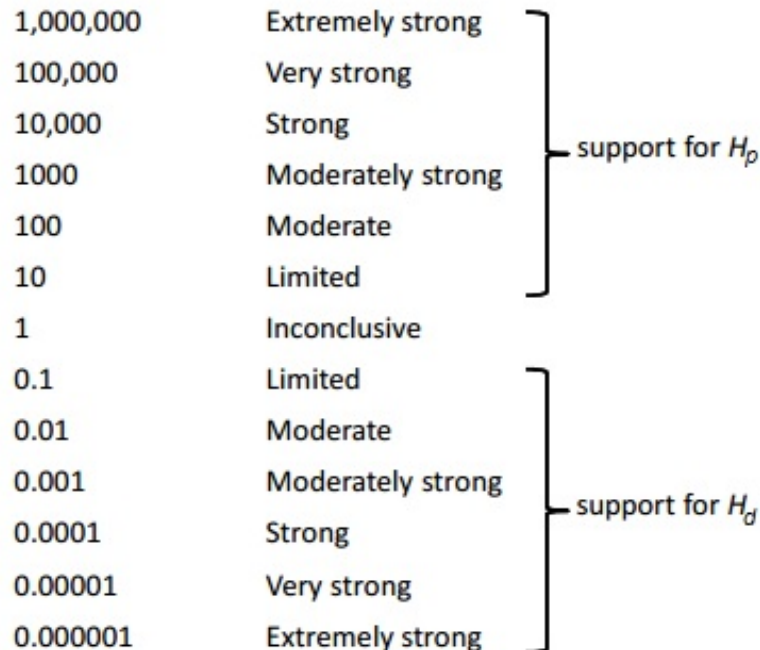 1,000,000 Extremely strong
100,000 Very strong
10,000 Strong
support for Hp
1000 Moderately strong
100 Moderate
10 Limited
1 Inconclusive
0.1 Limited
0.01 Moderate
0.001 Moderately strong
support for Hd
0.0001 Strong
0.00001 Very strong
0.000001 Extremely strong